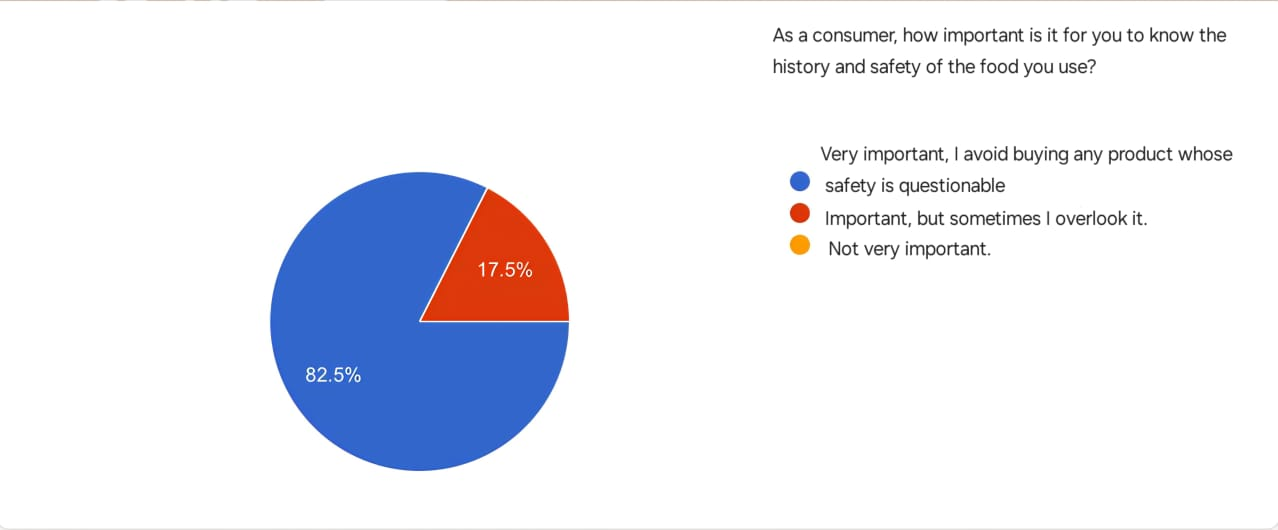 As a consumer, how important is it for you to know the
history and safety of the food you use?
Very important, I avoid buying any product whose
safety is questionable
Important, but sometimes I overlook it.
Not very important.
17.5%
82.5%